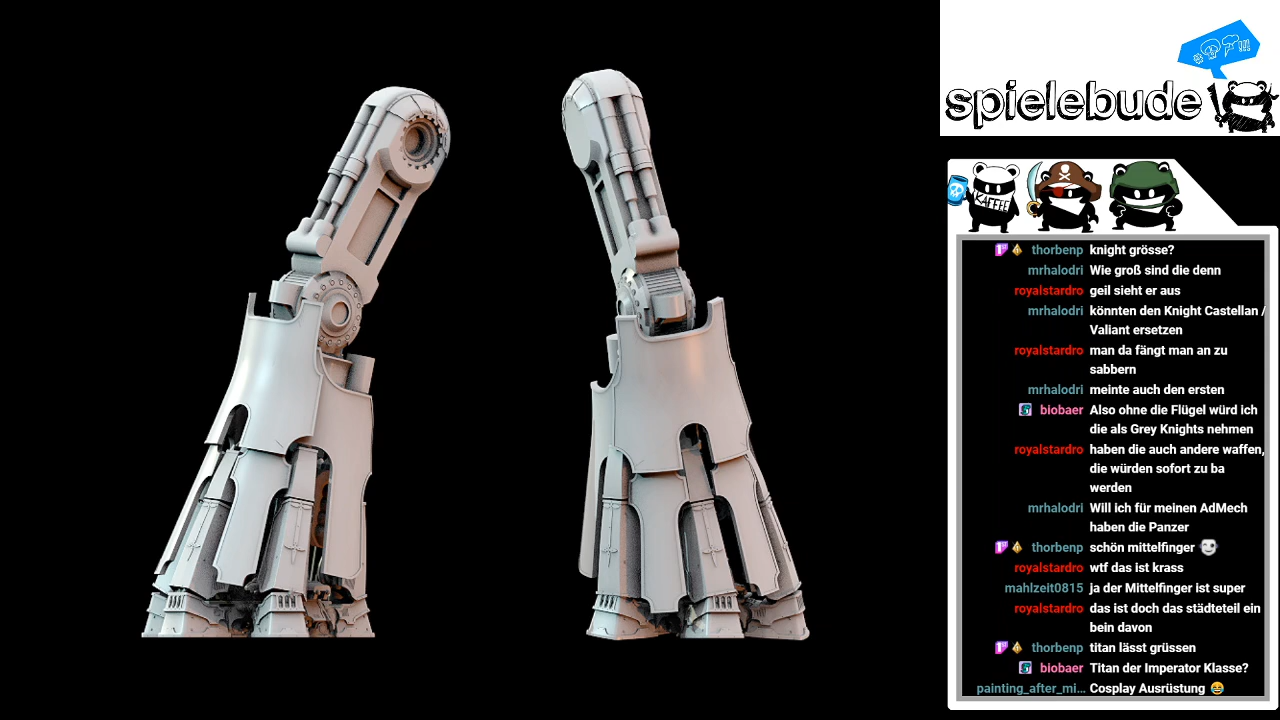 #!!!
spielebude
KAFFEE
thorbenp knight grösse?
mrhalodri Wie groß sind die denn
royalstardro geil sieht er aus
mrhalodri könnten den Knight Castellan /
Valiant ersetzen
royalstardro man da fängt man an zu
sabbern
mrhalodri meinte auch den ersten
biobaer Also ohne die Flügel würd ich
die als Grey Knights nehmen
royalstardro haben die auch andere waffen,
die würden sofort zu ba
werden
mrhalodri Will ich für meinen AdMech
haben die Panzer
thorbenp schön mittelfinger
royalstardro wtf das ist krass
mahlzeit0815 ja der Mittelfinger ist super
royalstardro das ist doch das städteteil ein
bein davon
thorbenp titan lässt grüssen
biobaer Titan der Imperator Klasse?
painting_after_mi... Cosplay Ausrüstung 😂